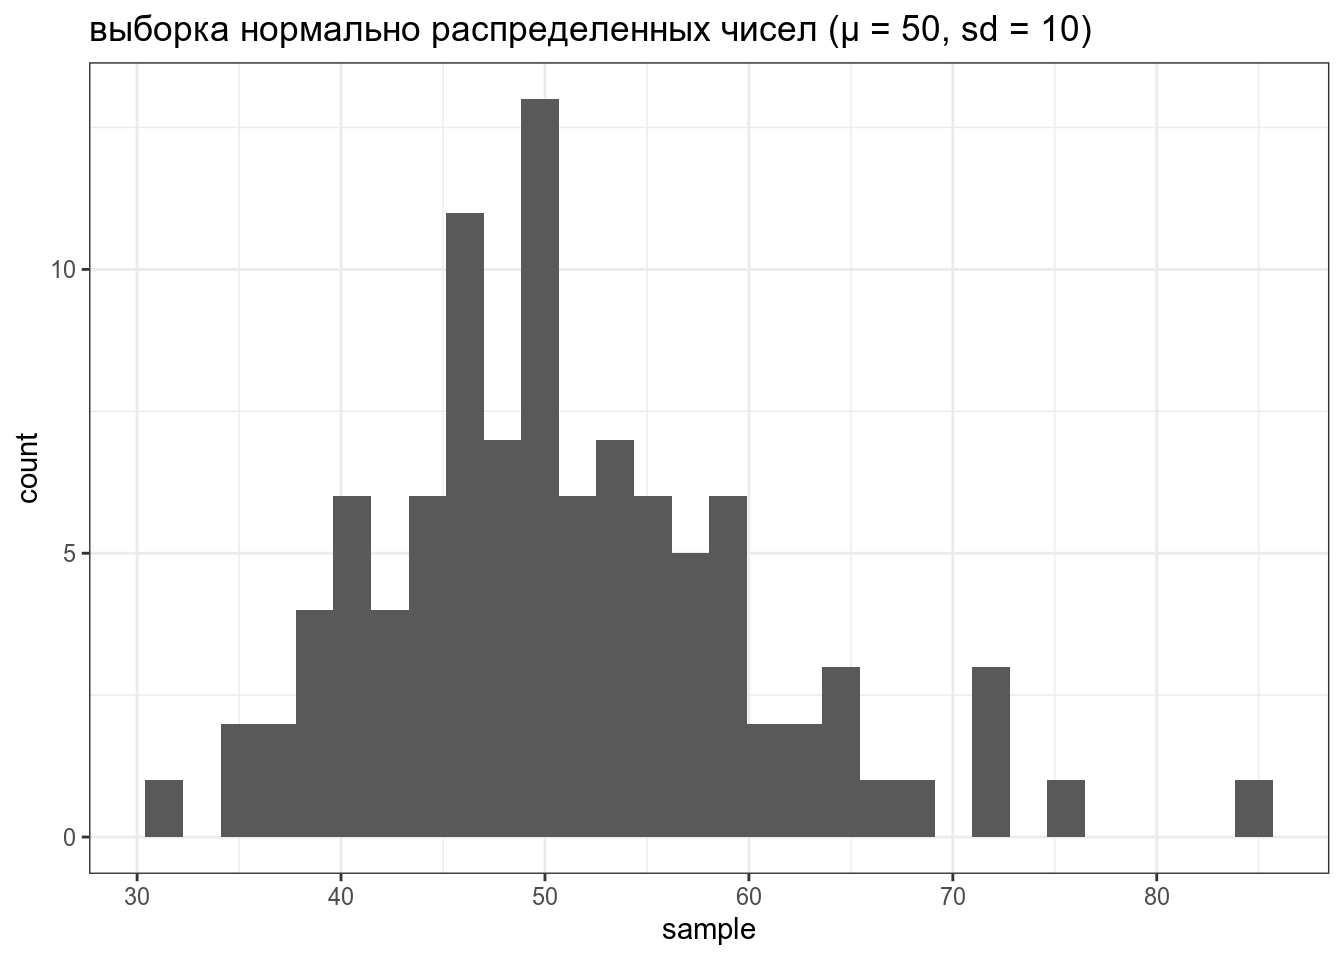 выборка нормально распределенных чисел (μ = 50, sd = 10)
10
5
0
count
30 40 50 60 70 80
sample